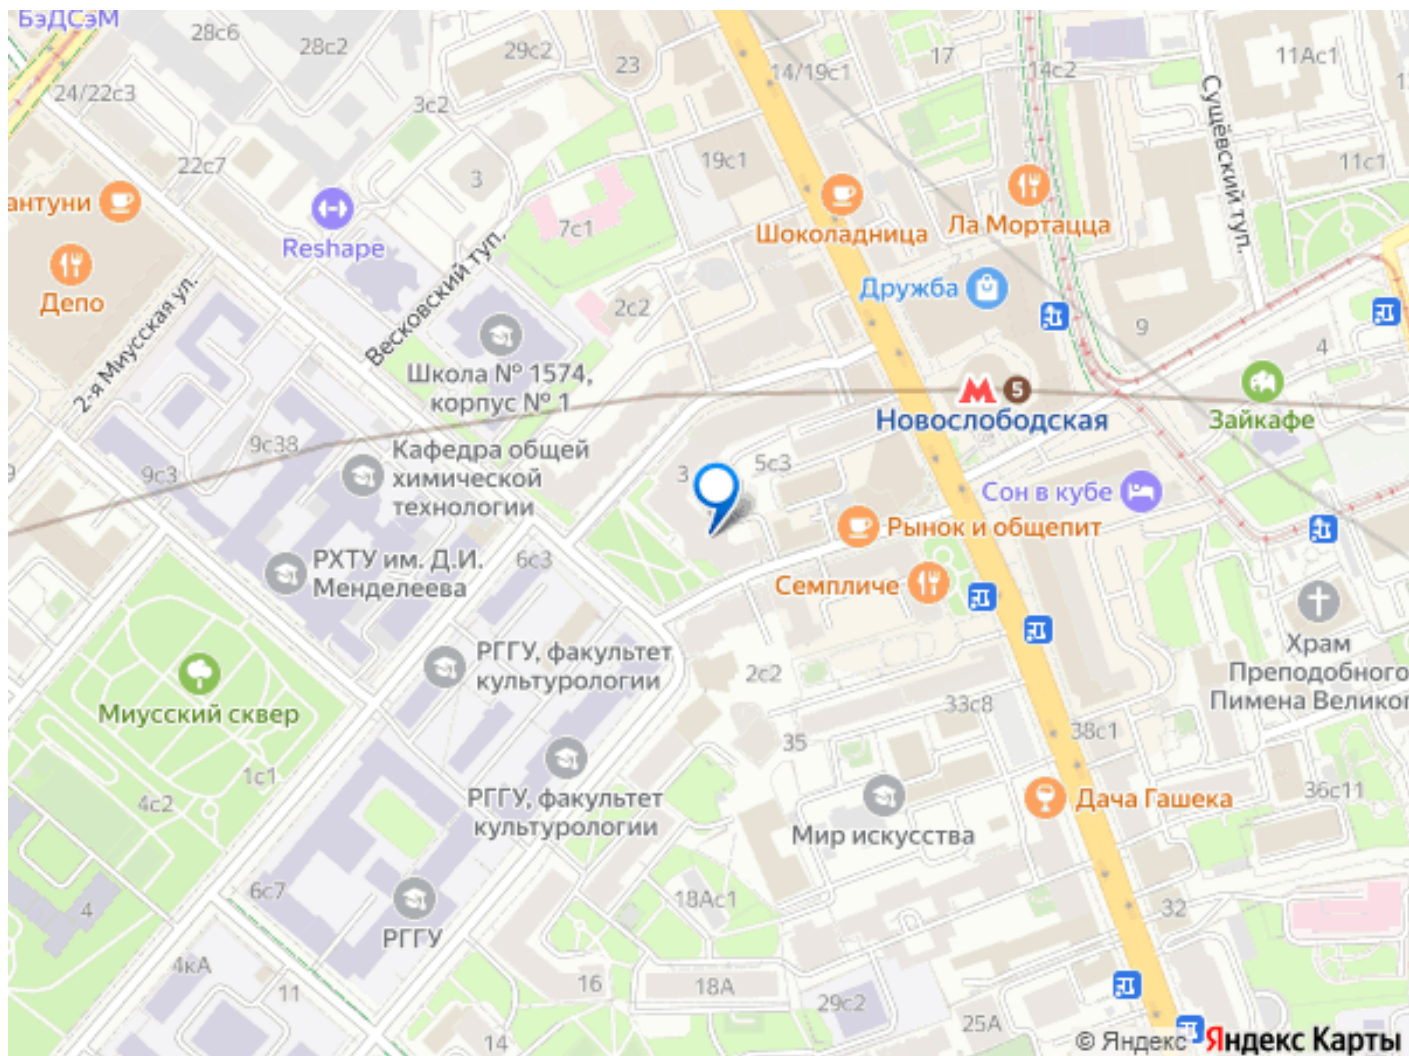 БэДСэМ
28с6
28с2
29с2
23
14/19с1
17
14с2
11Ас1
24/22с3
3с2
Сущёвский туп.
22с7
3
19с1
11с1
антуни
Reshape
7с1
Шоколадница
Ла Мортацца
Депо
2-я Миусская ул.
Весковский туп.
2с2
Дружба
9
4
Школа № 1574,
корпус № 1
5
Новослободская
Зайкафе
9с38
9с3
9
Кафедра общей
химической
технологии
3
5с3
Сон в кубе
Рынок и общепит
РХТУ им. Д.И.
Менделеева
6с3
Семпличе
Храм
Преподобного
Пимена Великог
РГГУ, факультет
культурологии
2с2
Миусский сквер
33с8
38с1
35
1с1
4с2
РГГУ, факультет
культурологии
Мир искусства
Дача Гашека
36с11
6с7
4
РГГУ
18Ас1
32
4кА
11
16
18А
29с2
14
25А
© Яндекс Яндекс Карты